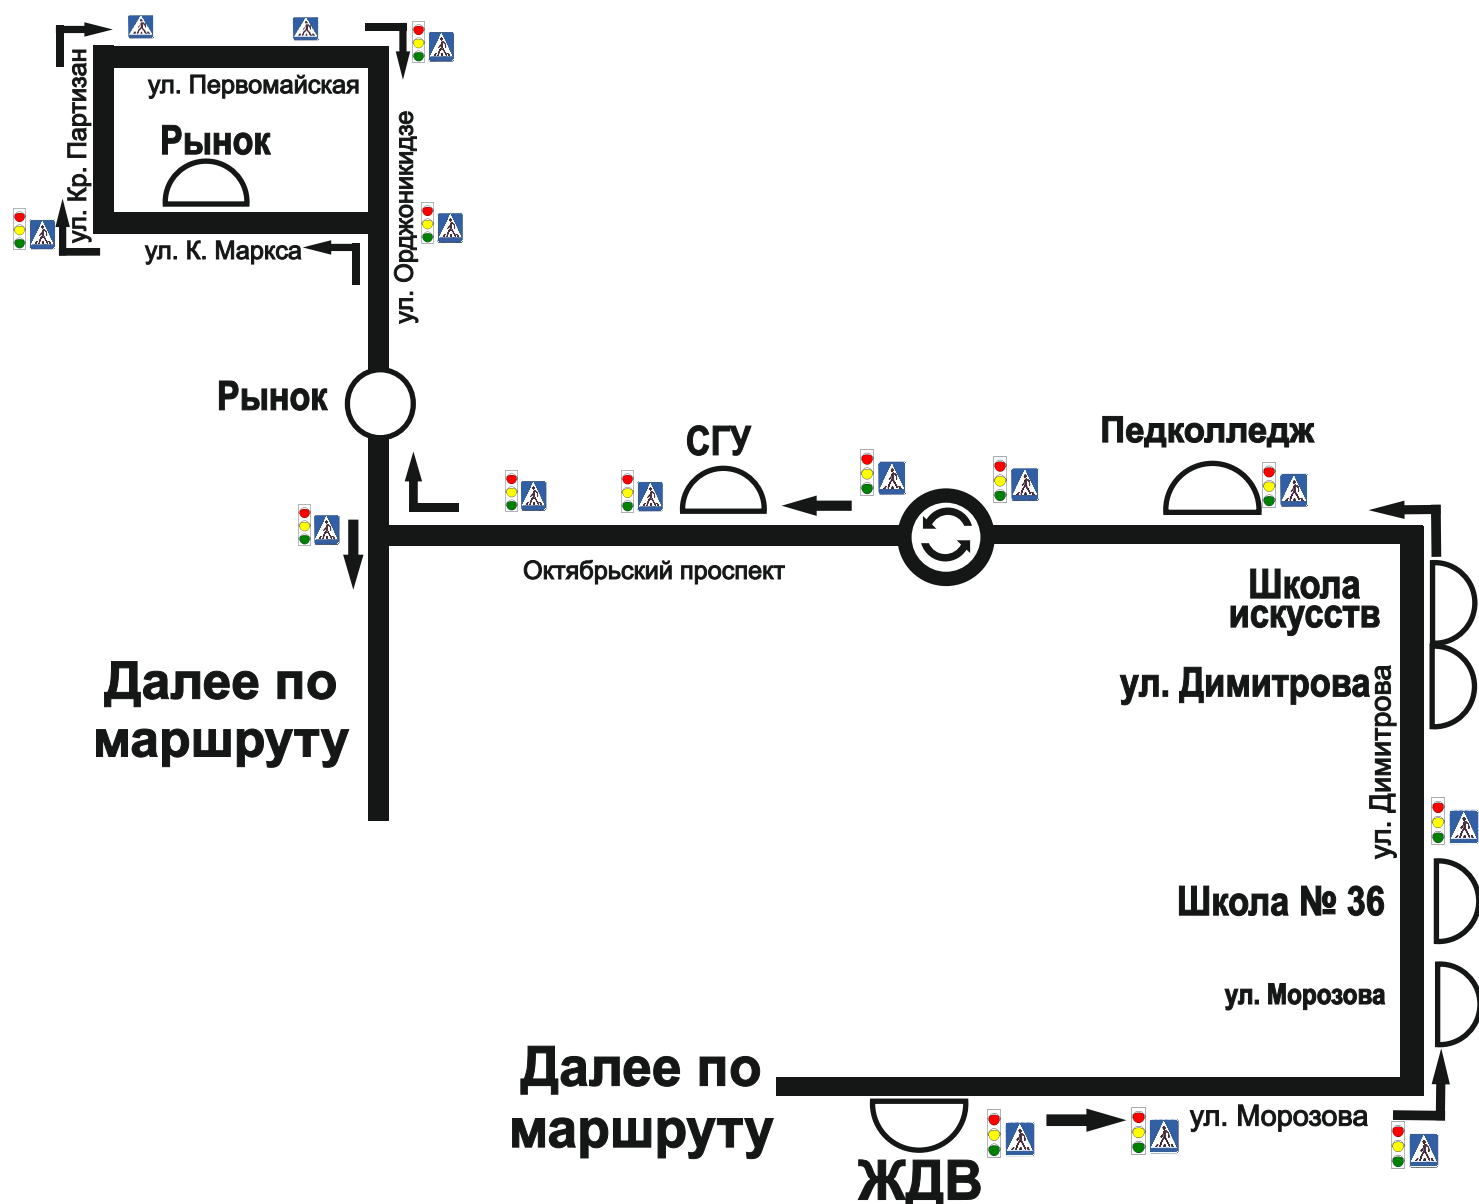 ул. Первомайская
ул. Кр. Партизан
Рынок
ул. Орджоникидзе
ул. К. Маркса
Рынок
СГУ
Педколледж
Октябрьский проспект
Школа
искусств
ул. Димитрова
ул. Димитрова
Далее по
маршруту
Школа № 36
ул. Морозова
Далее по
маршруту
ул. Морозова
ЖДВ